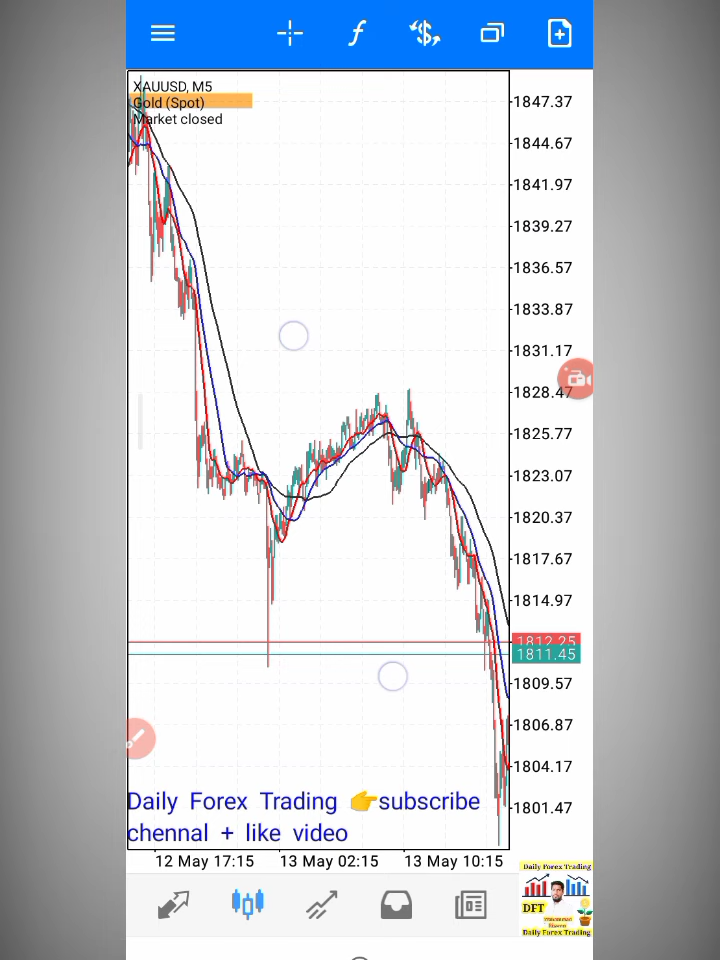 XAUUSD, M5
Gold (Spot)
Market closed
1847.37
1844.67
1841.97
1839.27
1836.57
1833.87
1831.17
1828.47
1825.77
1823.07
1820.37
1817.67
1814.97
1812.25
1811.45
1809.57
1806.87
1804.17
1801.47
Daily Forex Trading 👉subscribe
chennal + like video
12 May 17:15 13 May 02:15 13 May 10:15
Daily Forex Trading
DFT
Daily Forex Trading